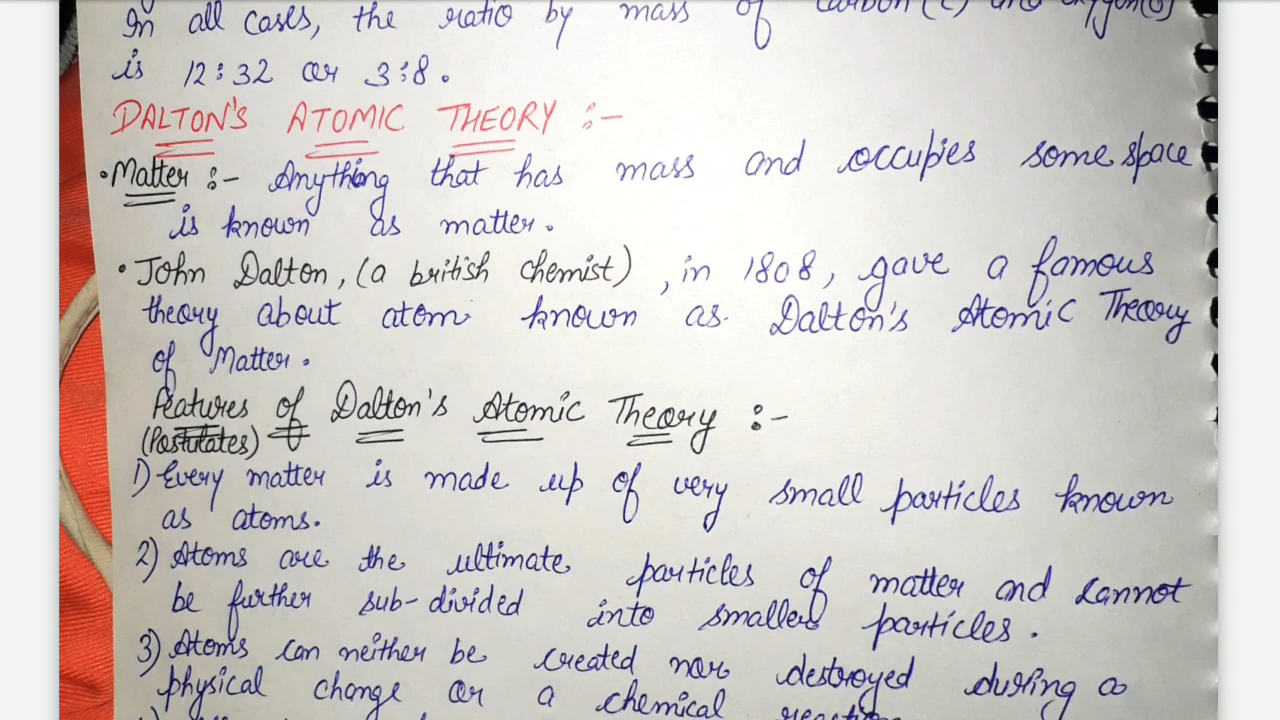 In all cases, the ratio by mass of carbon(C) and oxygen(O)
is 12:32 or 3:8.
DALTON'S ATOMIC THEORY :-
•Matter :- Anything that has mass and occupies some space
is known as matter.
• John Dalton, (a british chemist), in 1808, gave a famous
theory about atom known as Dalton's Atomic Theory
of Matter.
Features of Dalton's Atomic Theory :-
(Postulates)
1) Every matter is made up of very small particles known
as atoms.
2) Atoms are the ultimate particles of matter and cannot
be further sub-divided into smaller particles.
3) Atoms can neither be created nor destroyed during a
physical change or a chemical reaction